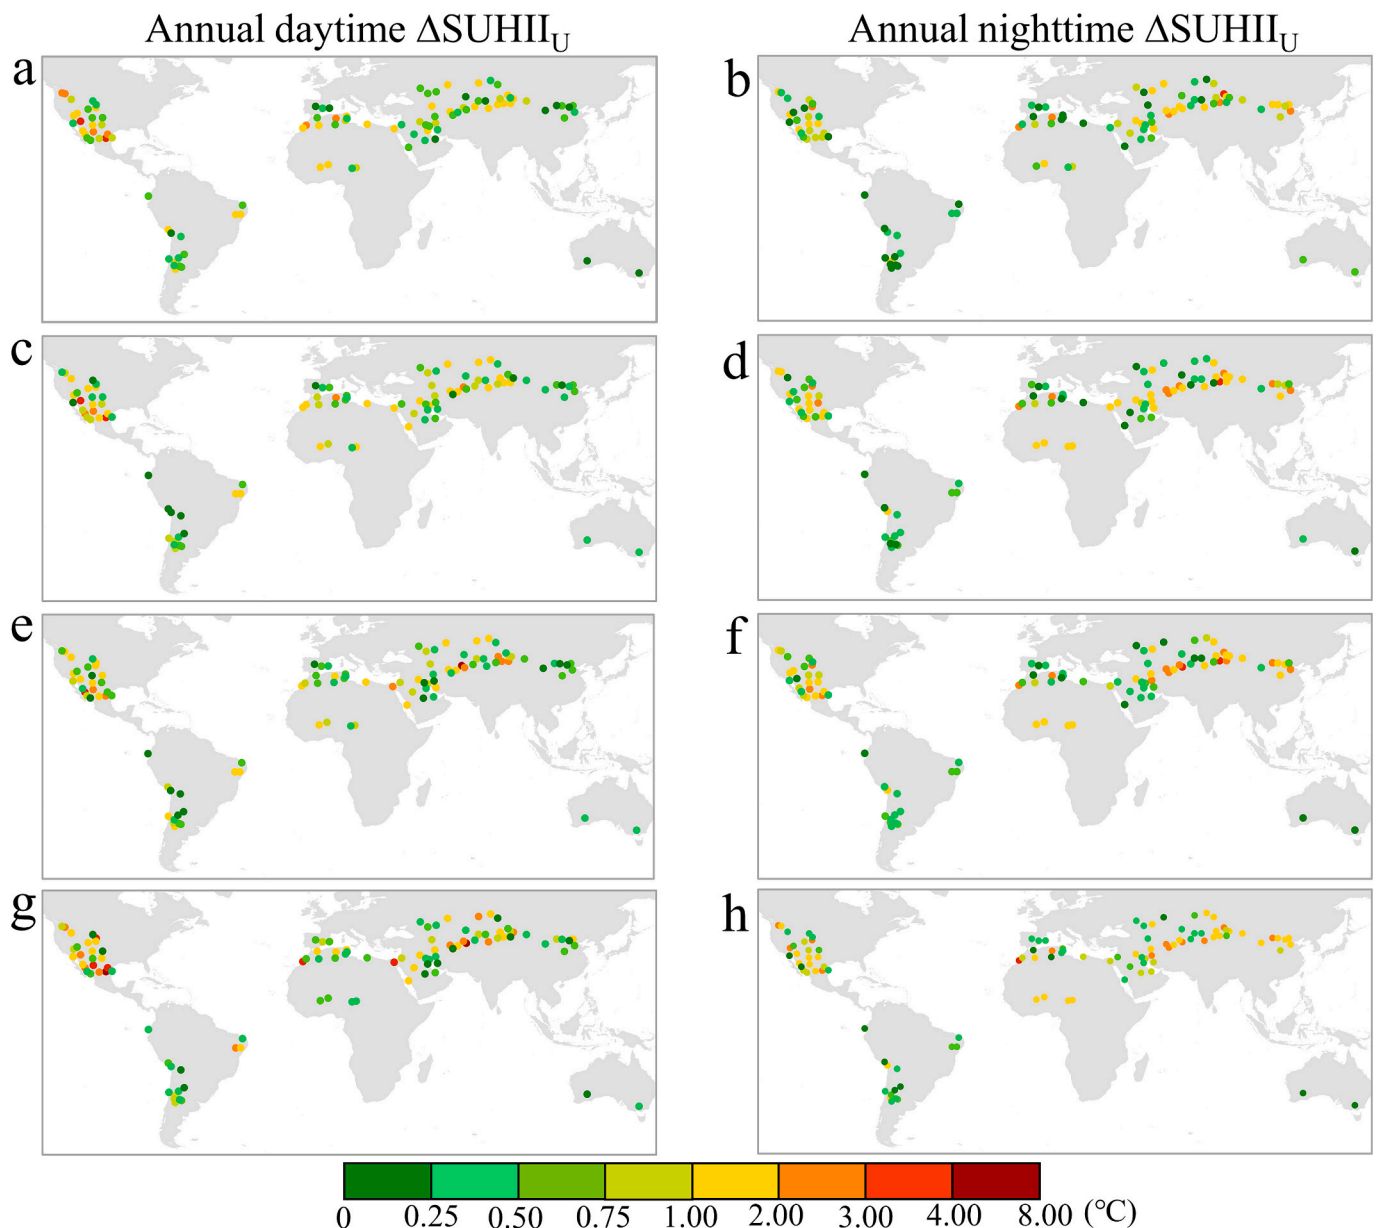 Annual daytime ΔSUHIIU
Annual nighttime ΔSUHIIU
a
b
c
d
e
f
g
h
0 0.25 0.50 0.75 1.00 2.00 3.00 4.00 8.00 (℃)